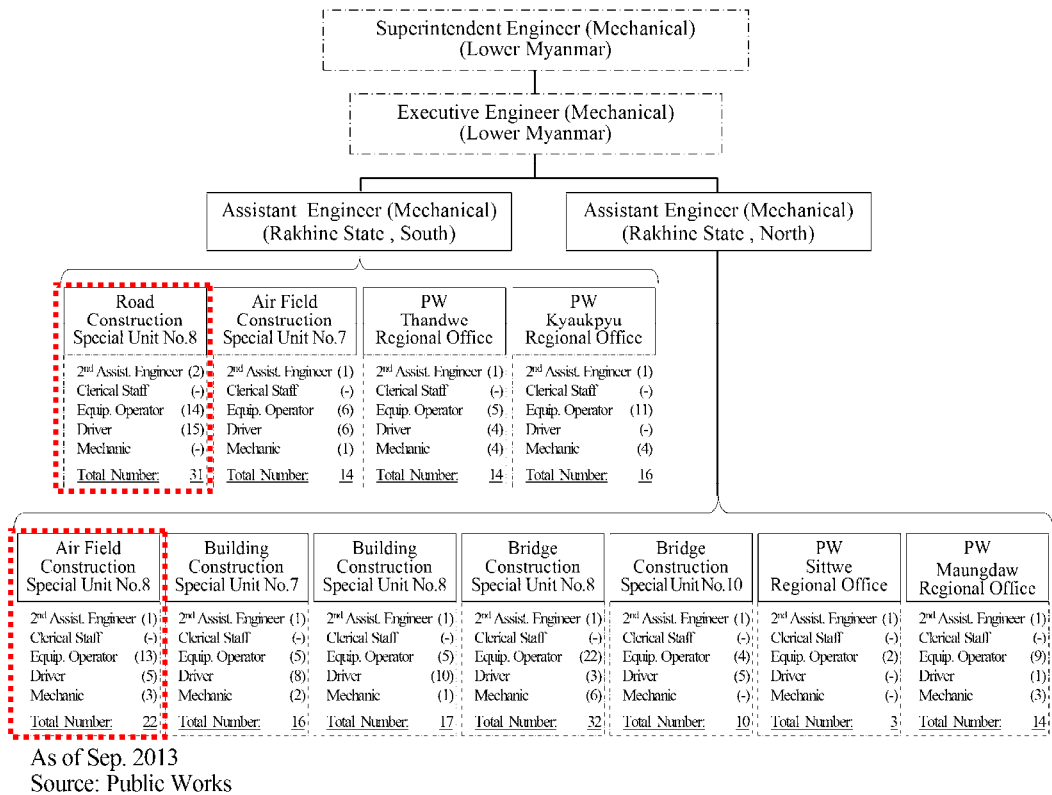 Superintendent Engineer (Mechanical)
(Lower Myanmar)
Executive Engineer (Mechanical)
(Lower Myanmar)
Assistant Engineer (Mechanical)
(Rakhine State , South)
Assistant Engineer (Mechanical)
(Rakhine State , North)
Road
Construction
Special Unit No.8
2nd Assist. Engineer (2)
Clerical Staff (-)
Equip. Operator (14)
Driver (15)
Mechanic (-)
Total Number: 31
Air Field
Construction
Special Unit No.7
2nd Assist. Engineer (1)
Clerical Staff (-)
Equip. Operator (6)
Driver (6)
Mechanic (1)
Total Number: 14
PW
Thandwe
Regional Office
2nd Assist. Engineer (1)
Clerical Staff (-)
Equip. Operator (5)
Driver (4)
Mechanic (4)
Total Number: 14
PW
Kyaukpyu
Regional Office
2nd Assist. Engineer (1)
Clerical Staff (-)
Equip. Operator (11)
Driver (-)
Mechanic (4)
Total Number: 16
Air Field
Construction
Special Unit No.8
2nd Assist. Engineer (1)
Clerical Staff (-)
Equip. Operator (13)
Driver (5)
Mechanic (3)
Total Number: 22
Building
Construction
Special Unit No.7
2nd Assist. Engineer (1)
Clerical Staff (-)
Equip. Operator (5)
Driver (8)
Mechanic (2)
Total Number: 16
Building
Construction
Special Unit No.8
2nd Assist. Engineer (1)
Clerical Staff (-)
Equip. Operator (5)
Driver (10)
Mechanic (1)
Total Number: 17
Bridge
Construction
Special Unit No.8
2nd Assist. Engineer (1)
Clerical Staff (-)
Equip. Operator (22)
Driver (3)
Mechanic (6)
Total Number: 32
Bridge
Construction
Special Unit No.10
2nd Assist. Engineer (1)
Clerical Staff (-)
Equip. Operator (4)
Driver (5)
Mechanic (-)
Total Number: 10
PW
Sittwe
Regional Office
2nd Assist. Engineer (1)
Clerical Staff (-)
Equip. Operator (2)
Driver (-)
Mechanic (-)
Total Number: 3
PW
Maungdaw
Regional Office
2nd Assist. Engineer (1)
Clerical Staff (-)
Equip. Operator (9)
Driver (1)
Mechanic (3)
Total Number: 14
As of Sep. 2013
Source: Public Works